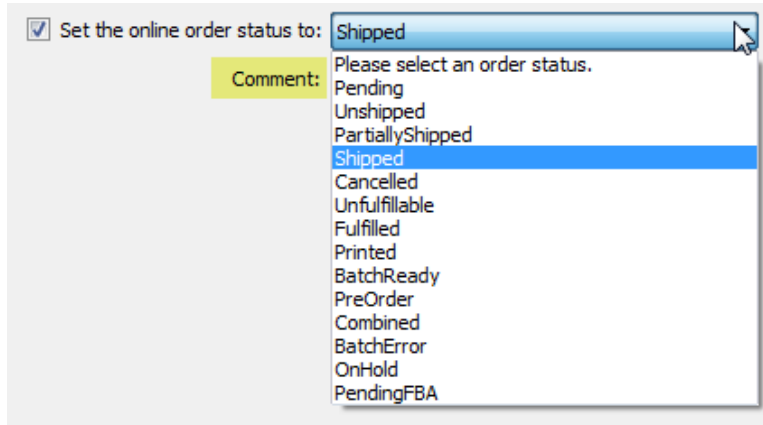 Set the online order status to: Shipped
Comment:
Please select an order status.
Pending
Unshipped
PartiallyShipped
Shipped
Cancelled
Unfulfillable
Fulfilled
Printed
BatchReady
PreOrder
Combined
BatchError
OnHold
PendingFBA